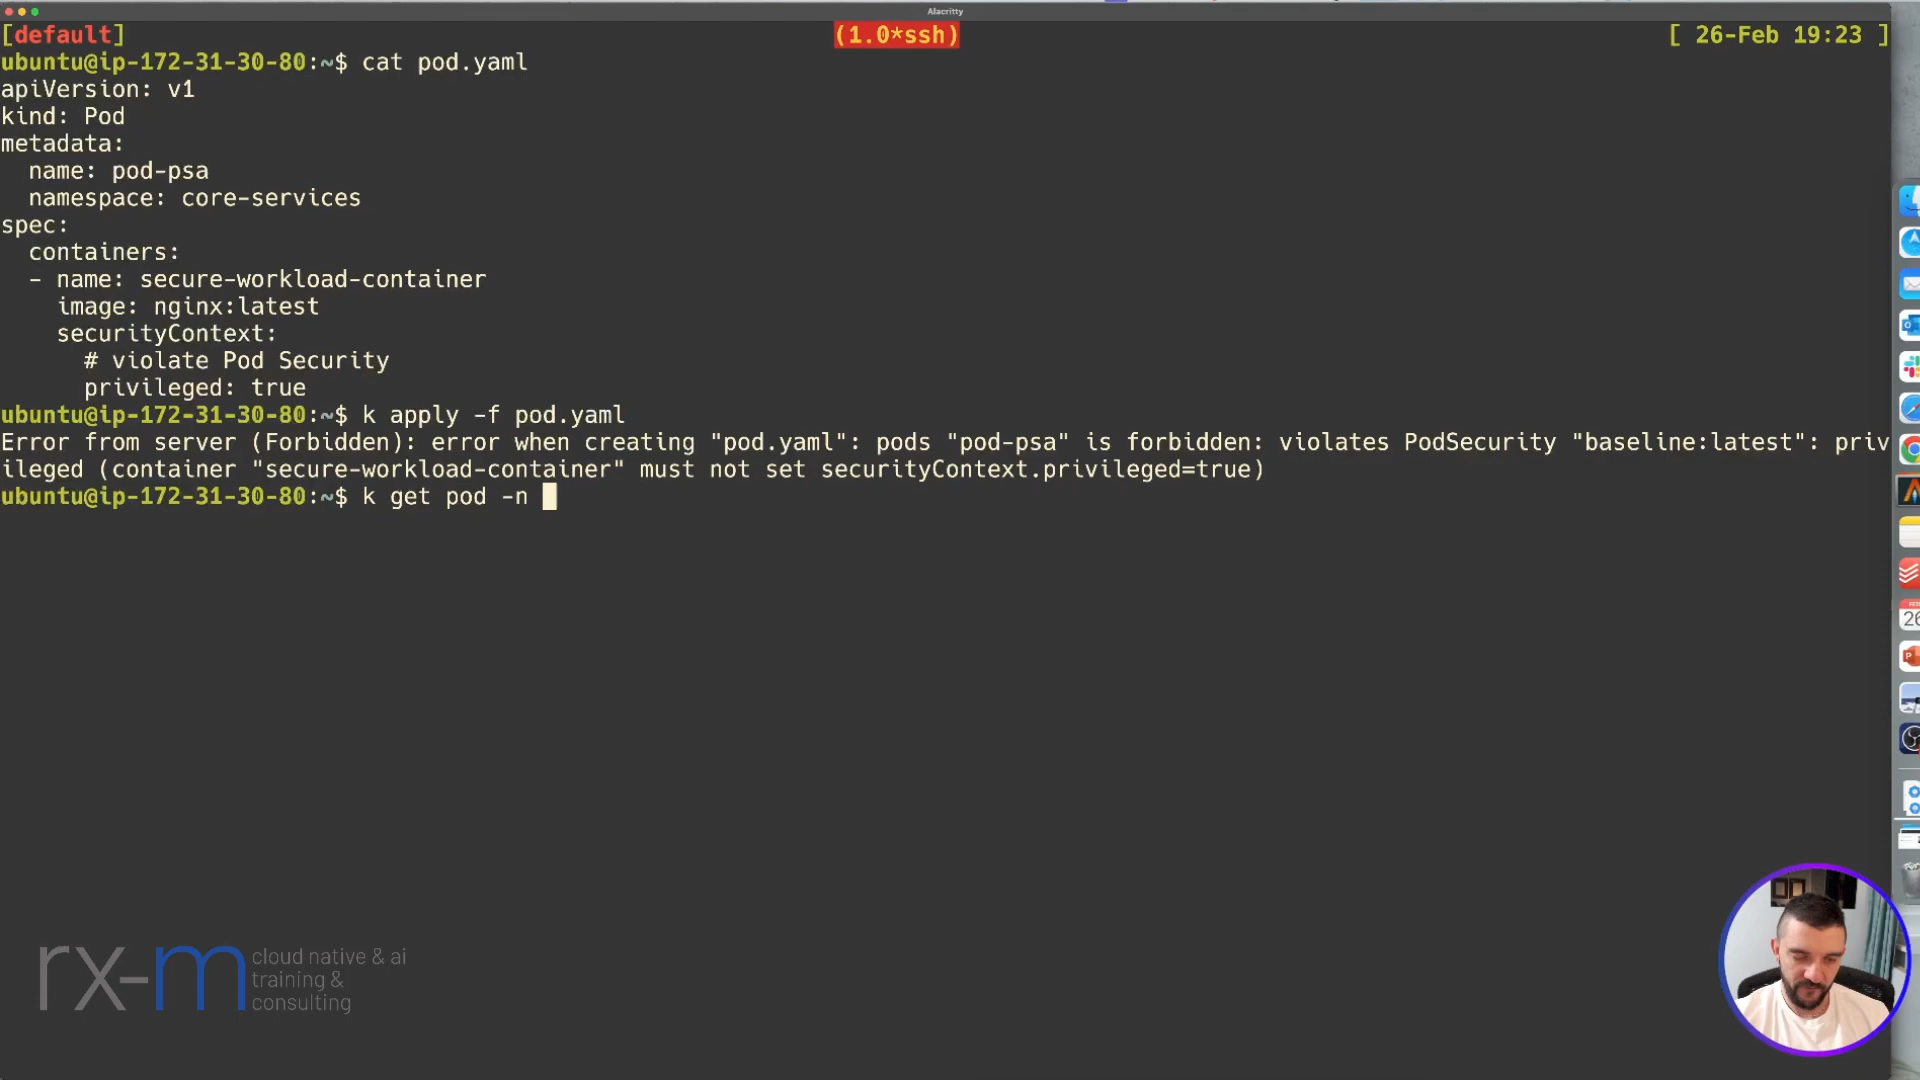 Alacritty
[default] (1.0*ssh) [ 26-Feb 19:23 ]
ubuntu@ip-172-31-30-80:~$ cat pod.yaml
apiVersion: v1
kind: Pod
metadata:
  name: pod-psa
  namespace: core-services
spec:
  containers:
  - name: secure-workload-container
    image: nginx:latest
    securityContext:
      # violate Pod Security
      privileged: true
ubuntu@ip-172-31-30-80:~$ k apply -f pod.yaml
Error from server (Forbidden): error when creating "pod.yaml": pods "pod-psa" is forbidden: violates PodSecurity "baseline:latest": priv
ileged (container "secure-workload-container" must not set securityContext.privileged=true)
ubuntu@ip-172-31-30-80:~$ k get pod -n
rx-m
cloud native & ai
training &
consulting